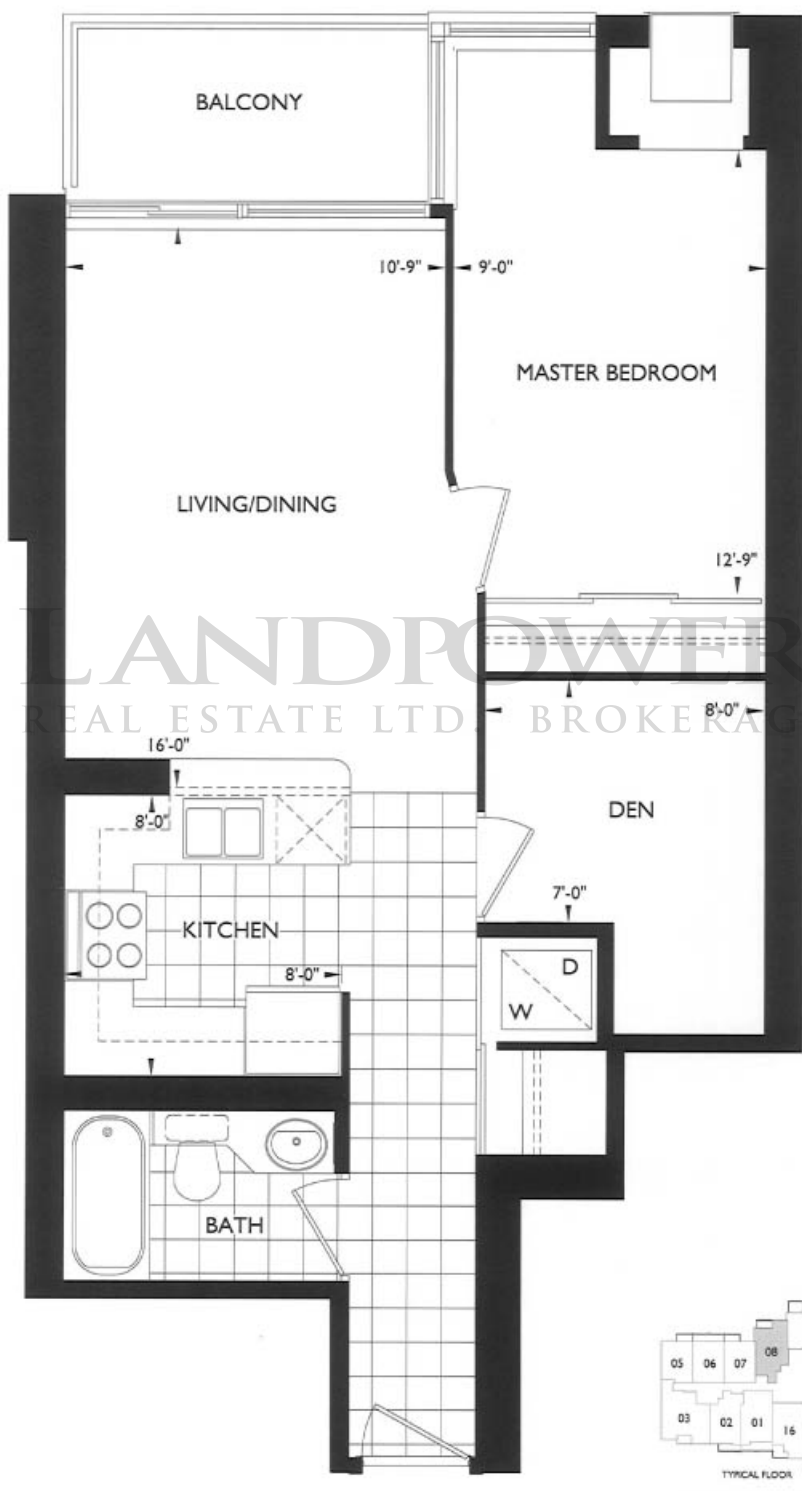 BALCONY
10'-9"
9'-0"
MASTER BEDROOM
LIVING/DINING
12'-9"
LANDPOWER
REAL ESTATE LTD. BROKERAG
16'-0"
8'-0"
8'-0"
DEN
7'-0"
KITCHEN
8'-0"
D
W
BATH
05 06 07 08
03 02 01 16
TYPICAL FLOOR